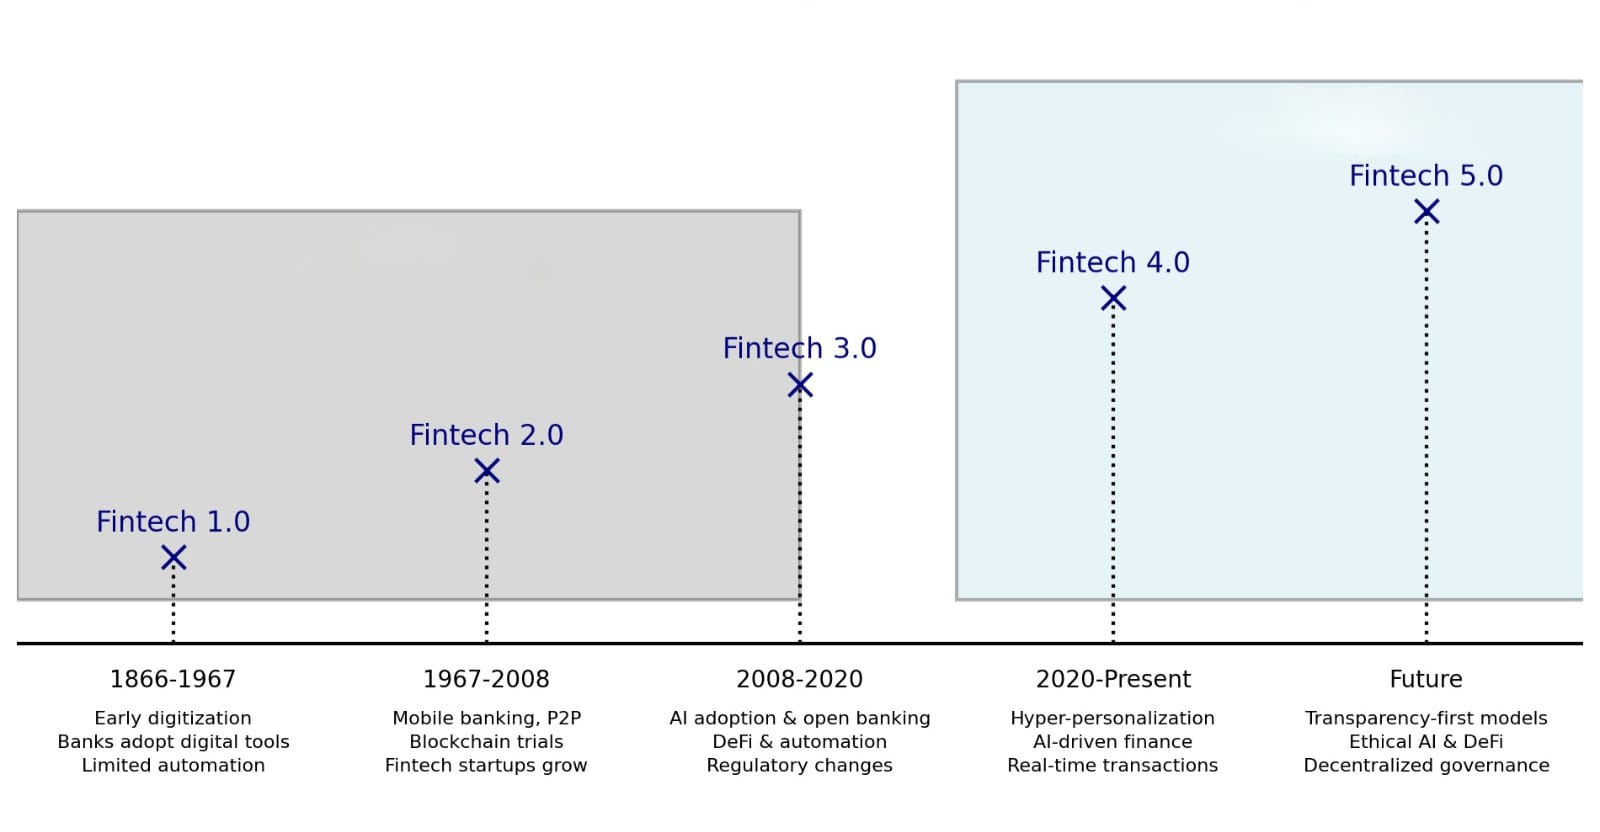 Fintech 5.0
Fintech 4.0
Fintech 3.0
Fintech 2.0
Fintech 1.0
1866-1967
Early digitization
Banks adopt digital tools
Limited automation
1967-2008
Mobile banking, P2P
Blockchain trials
Fintech startups grow
2008-2020
AI adoption & open banking
DeFi & automation
Regulatory changes
2020-Present
Hyper-personalization
AI-driven finance
Real-time transactions
Future
Transparency-first models
Ethical AI & DeFi
Decentralized governance